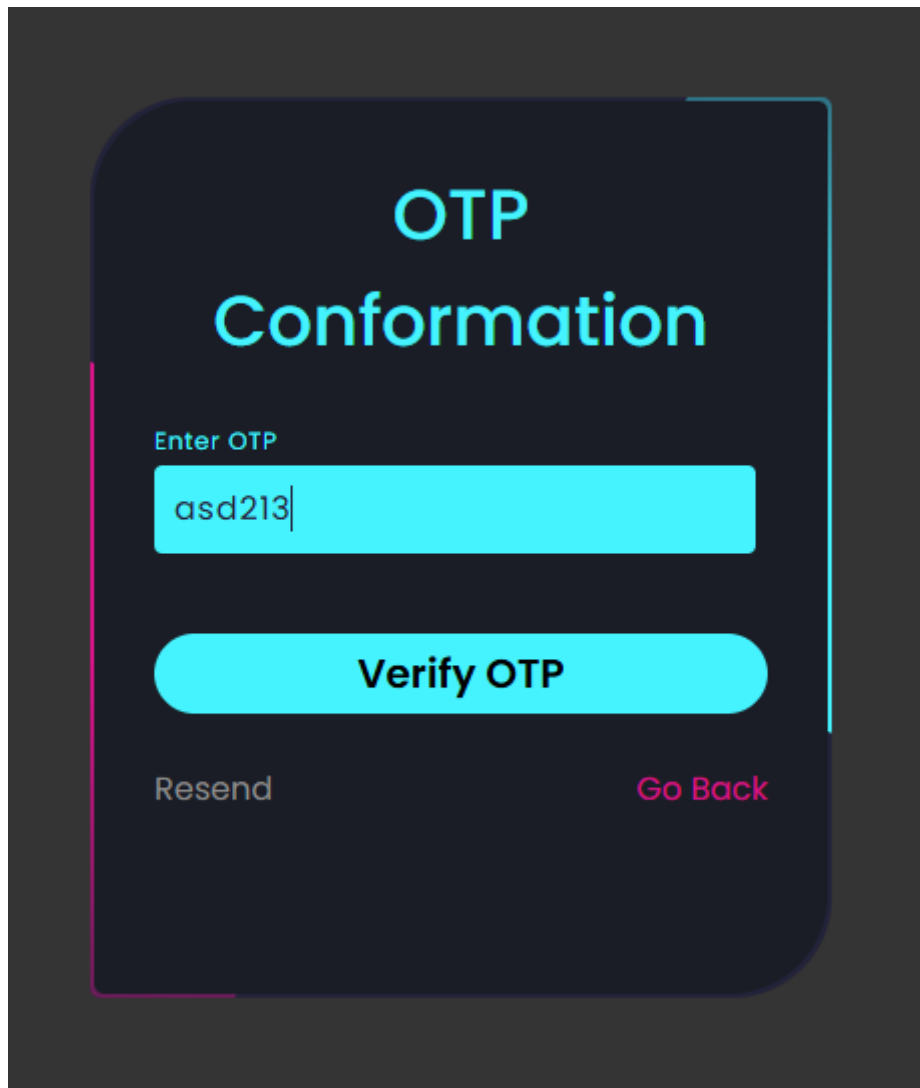 OTP
Conformation
Enter OTP
asd213
Verify OTP
Resend Go Back